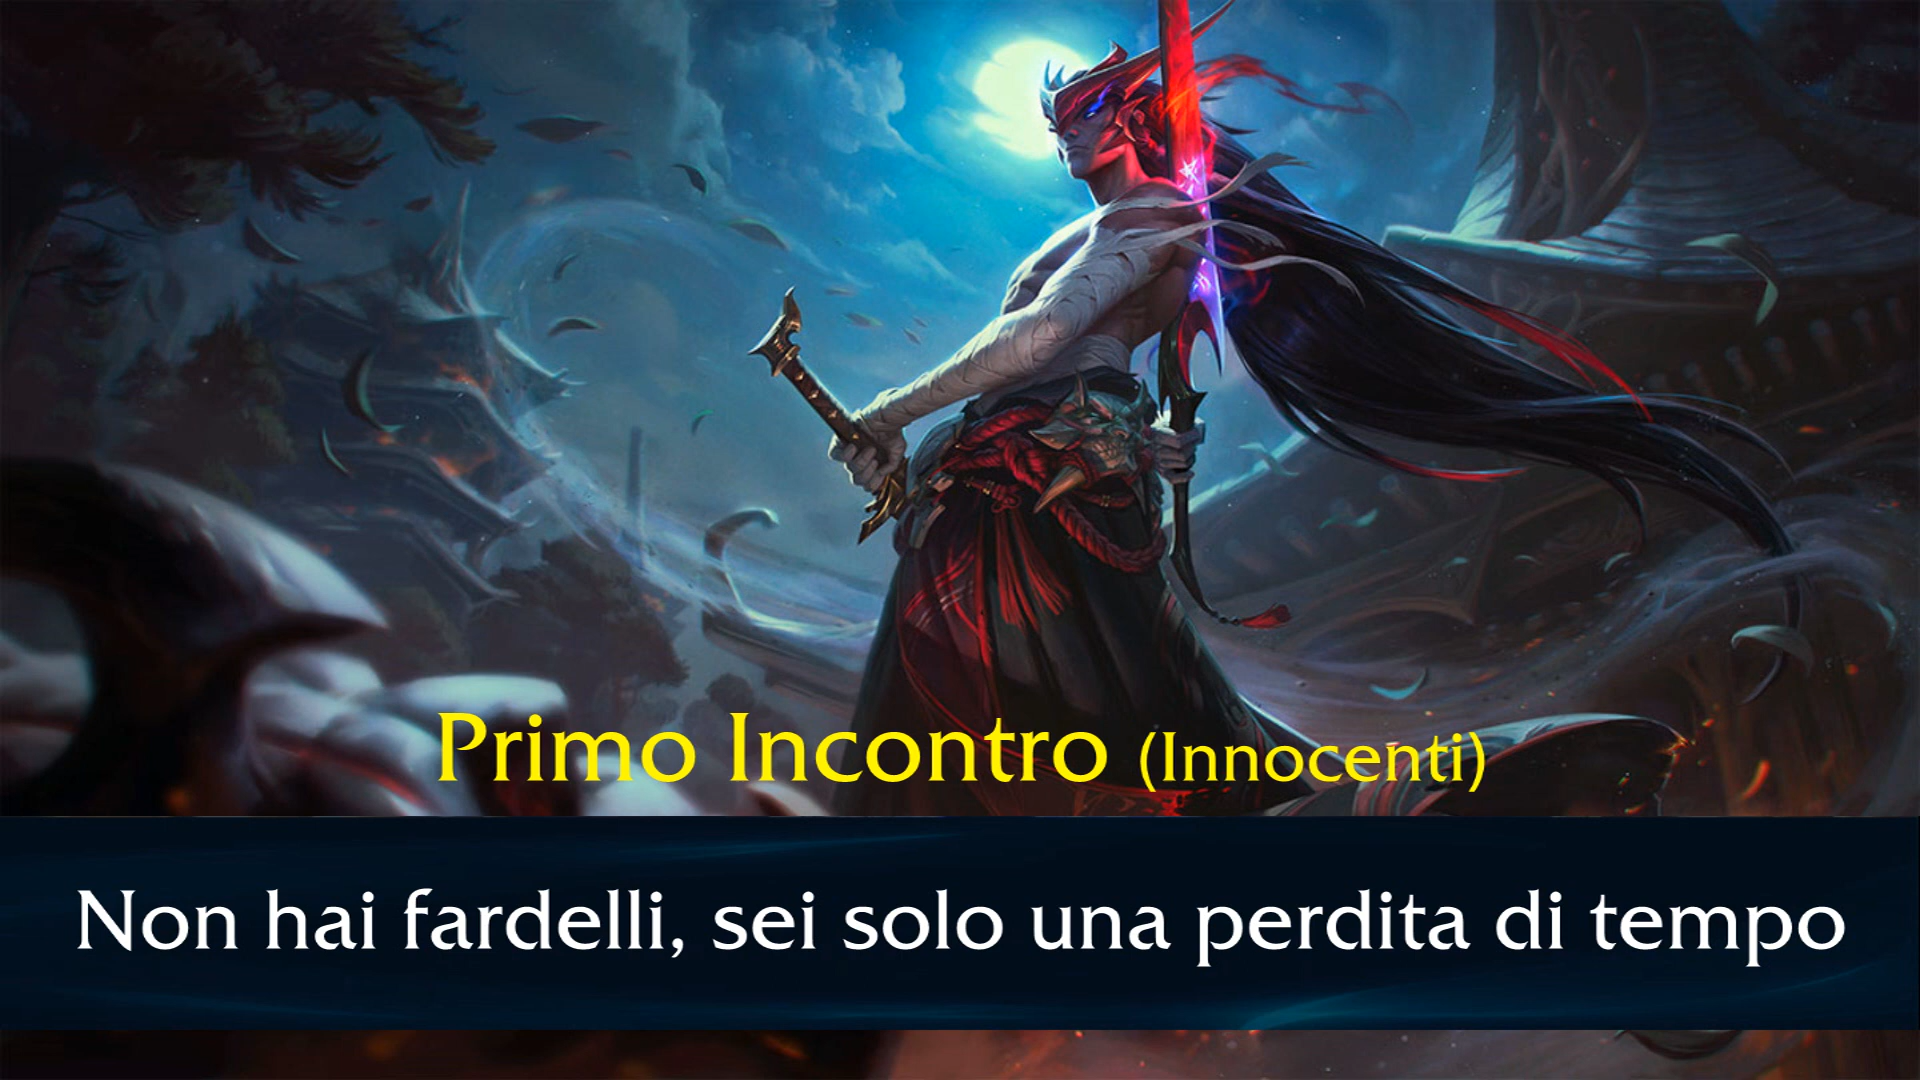 Primo Incontro (Innocenti)
Non hai fardelli, sei solo una perdita di tempo